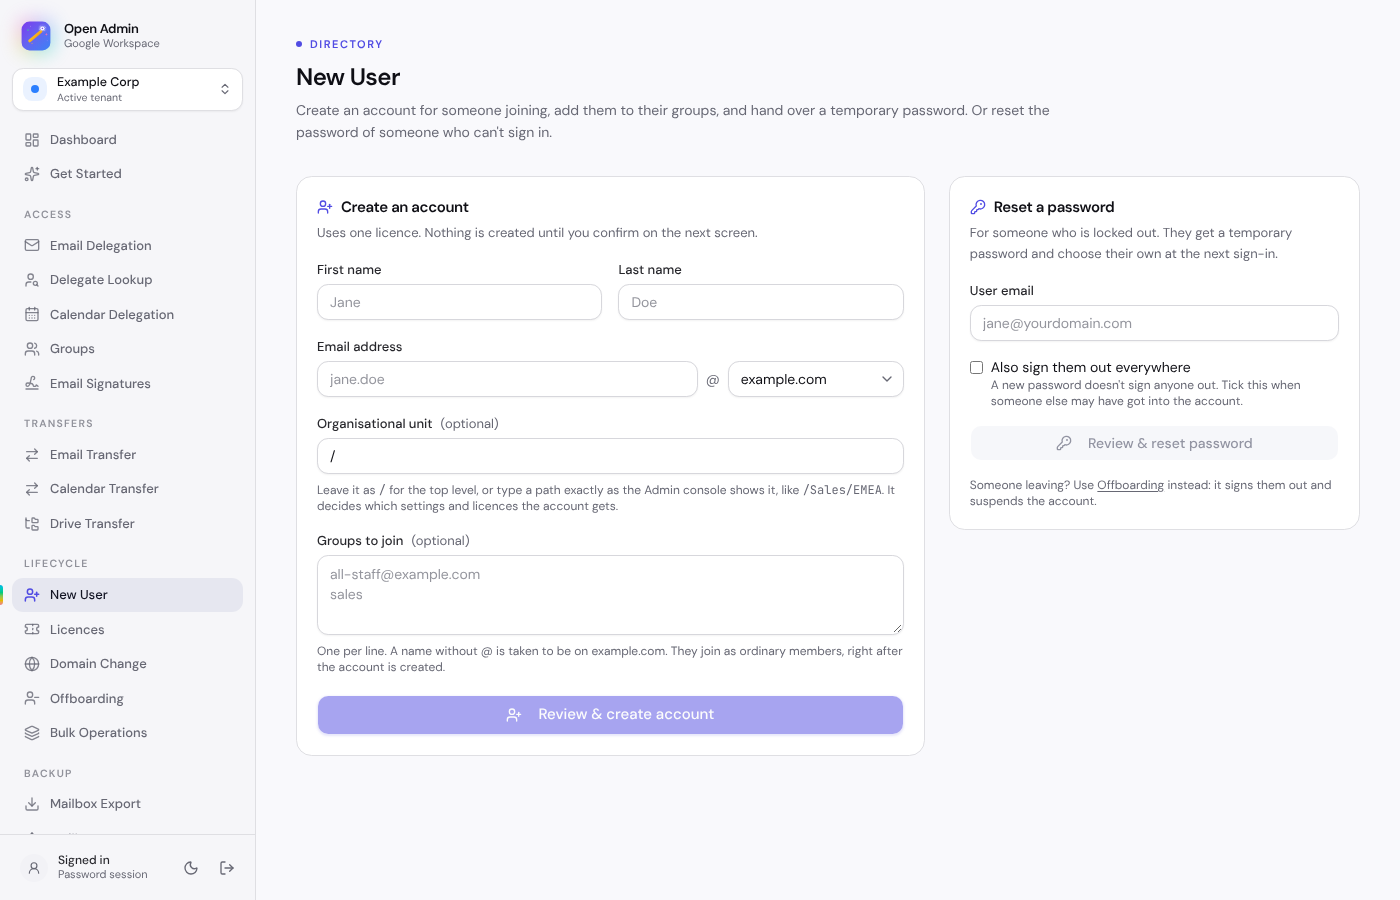 Open Admin
Google Workspace
Example Corp
Active tenant
Dashboard
Get Started
ACCESS
Email Delegation
Delegate Lookup
Calendar Delegation
Groups
Email Signatures
TRANSFERS
Email Transfer
Calendar Transfer
Drive Transfer
LIFECYCLE
New User
Licences
Domain Change
Offboarding
Bulk Operations
BACKUP
Mailbox Export
Signed in
Password session
DIRECTORY
New User
Create an account for someone joining, add them to their groups, and hand over a temporary password. Or reset the
password of someone who can't sign in.
Create an account
Uses one licence. Nothing is created until you confirm on the next screen.
First name
Last name
Jane
Doe
Email address
jane.doe
@
example.com
Organisational unit (optional)
/
Leave it as / for the top level, or type a path exactly as the Admin console shows it, like /Sales/EMEA. It
decides which settings and licences the account gets.
Groups to join (optional)
all-staff@example.com
sales
One per line. A name without @ is taken to be on example.com. They join as ordinary members, right after
the account is created.
Review & create account
Reset a password
For someone who is locked out. They get a temporary
password and choose their own at the next sign-in.
User email
jane@yourdomain.com
Also sign them out everywhere
A new password doesn't sign anyone out. Tick this when
someone else may have got into the account.
Review & reset password
Someone leaving? Use Offboarding instead: it signs them out and
suspends the account.